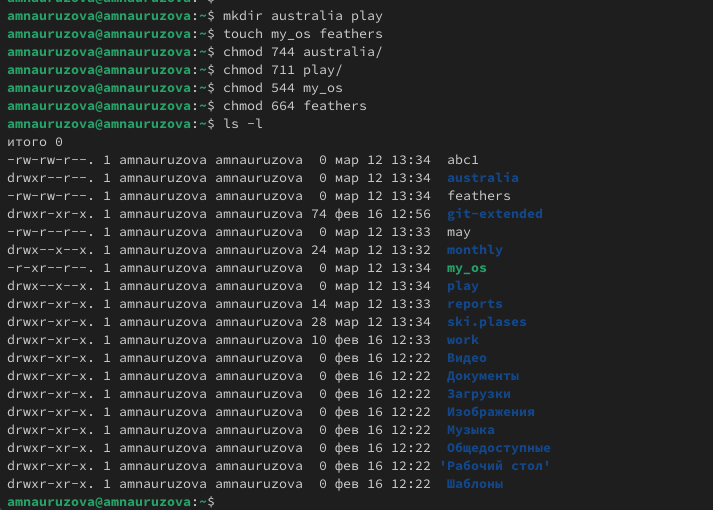 amnauruzova@amnauruzova:~$ mkdir australia play
amnauruzova@amnauruzova:~$ touch my_os feathers
amnauruzova@amnauruzova:~$ chmod 744 australia/
amnauruzova@amnauruzova:~$ chmod 711 play/
amnauruzova@amnauruzova:~$ chmod 544 my_os
amnauruzova@amnauruzova:~$ chmod 664 feathers
amnauruzova@amnauruzova:~$ ls -l
итого 0
-rw-rw-r--. 1 amnauruzova amnauruzova  0 мар 12 13:34  abc1
drwxr--r--. 1 amnauruzova amnauruzova  0 мар 12 13:34  australia
-rw-rw-r--. 1 amnauruzova amnauruzova  0 мар 12 13:34  feathers
drwxr-xr-x. 1 amnauruzova amnauruzova 74 фев 16 12:56  git-extended
-rw-r--r--. 1 amnauruzova amnauruzova  0 мар 12 13:33  may
drwx--x--x. 1 amnauruzova amnauruzova 24 мар 12 13:32  monthly
-r-xr--r--. 1 amnauruzova amnauruzova  0 мар 12 13:34  my_os
drwx--x--x. 1 amnauruzova amnauruzova  0 мар 12 13:34  play
drwxr-xr-x. 1 amnauruzova amnauruzova 14 мар 12 13:33  reports
drwxr-xr-x. 1 amnauruzova amnauruzova 28 мар 12 13:34  ski.plases
drwxr-xr-x. 1 amnauruzova amnauruzova 10 фев 16 12:33  work
drwxr-xr-x. 1 amnauruzova amnauruzova  0 фев 16 12:22  Видео
drwxr-xr-x. 1 amnauruzova amnauruzova  0 фев 16 12:22  Документы
drwxr-xr-x. 1 amnauruzova amnauruzova  0 фев 16 12:22  Загрузки
drwxr-xr-x. 1 amnauruzova amnauruzova  0 фев 16 12:22  Изображения
drwxr-xr-x. 1 amnauruzova amnauruzova  0 фев 16 12:22  Музыка
drwxr-xr-x. 1 amnauruzova amnauruzova  0 фев 16 12:22  Общедоступные
drwxr-xr-x. 1 amnauruzova amnauruzova  0 фев 16 12:22 'Рабочий стол'
drwxr-xr-x. 1 amnauruzova amnauruzova  0 фев 16 12:22  Шаблоны
amnauruzova@amnauruzova:~$